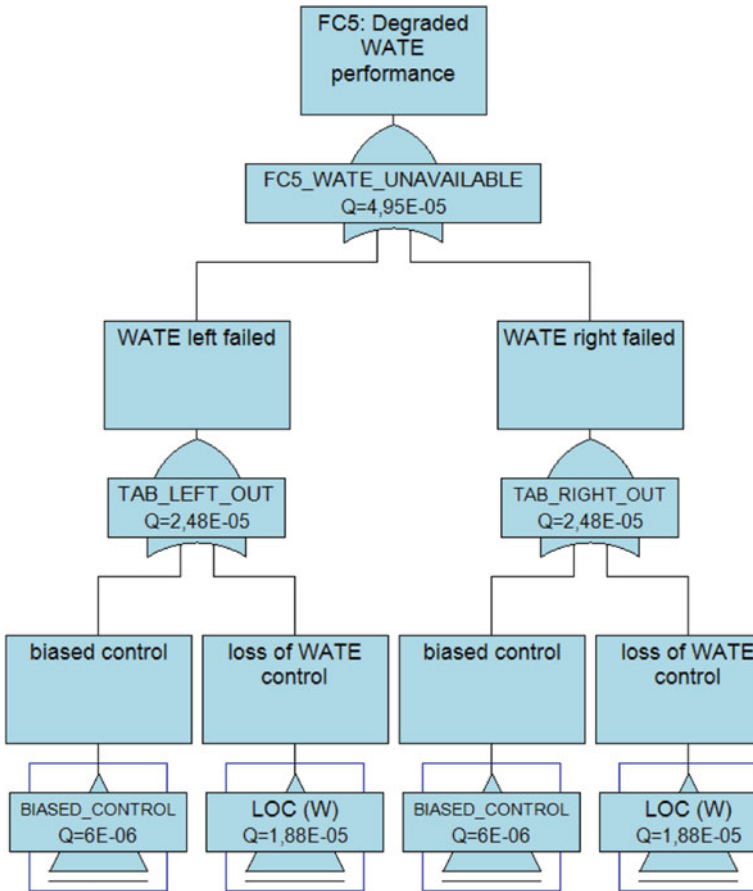 FC5: Degraded
WATE
performance
FC5_WATE_UNAVAILABLE
Q=4,95E-05
WATE left failed
WATE right failed
TAB_LEFT_OUT
Q=2,48E-05
TAB_RIGHT_OUT
Q=2,48E-05
biased control
loss of WATE
control
biased control
loss of WATE
control
BIASED_CONTROL
Q=6E-06
LOC (W)
Q=1,88E-05
BIASED_CONTROL
Q=6E-06
LOC (W)
Q=1,88E-05